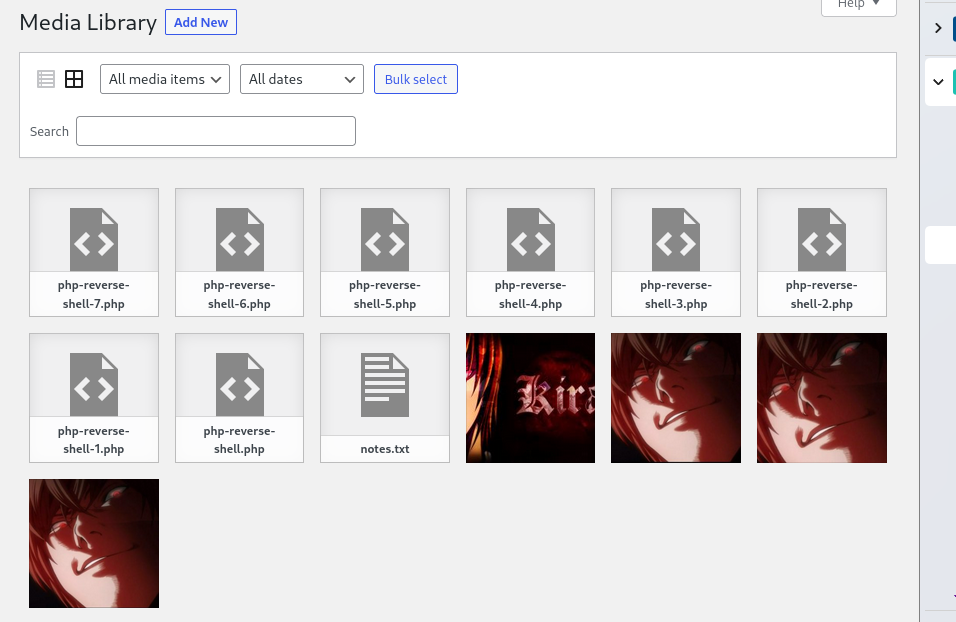 Help
Media Library Add New
All media items All dates Bulk select
Search
php-reverse-
shell-7.php
php-reverse-
shell-6.php
php-reverse-
shell-5.php
php-reverse-
shell-4.php
php-reverse-
shell-3.php
php-reverse-
shell-2.php
php-reverse-
shell-1.php
php-reverse-
shell.php
notes.txt
Kira